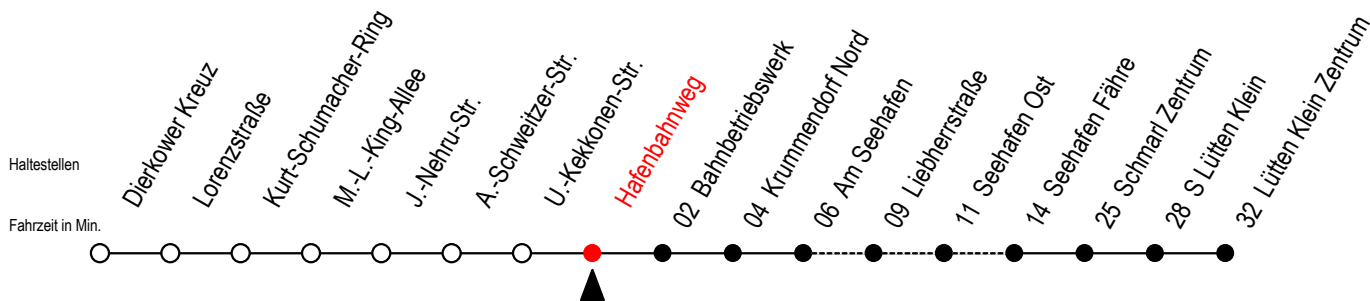 Haltestellen
Fahrzeit in Min.
Dierkower Kreuz
Lorenzstraße
Kurt-Schumacher-Ring
M.-L.-King-Allee
J.-Nehru-Str.
A.-Schweitzer-Str.
U.-Kekkonen-Str.
Hafenbahnweg
02 Bahnbetriebswerk
04 Krummendorf Nord
06 Am Seehafen
09 Liebherrstraße
11 Seehafen Ost
14 Seehafen Fähre
25 Schmarl Zentrum
28 S Lütten Klein
32 Lütten Klein Zentrum